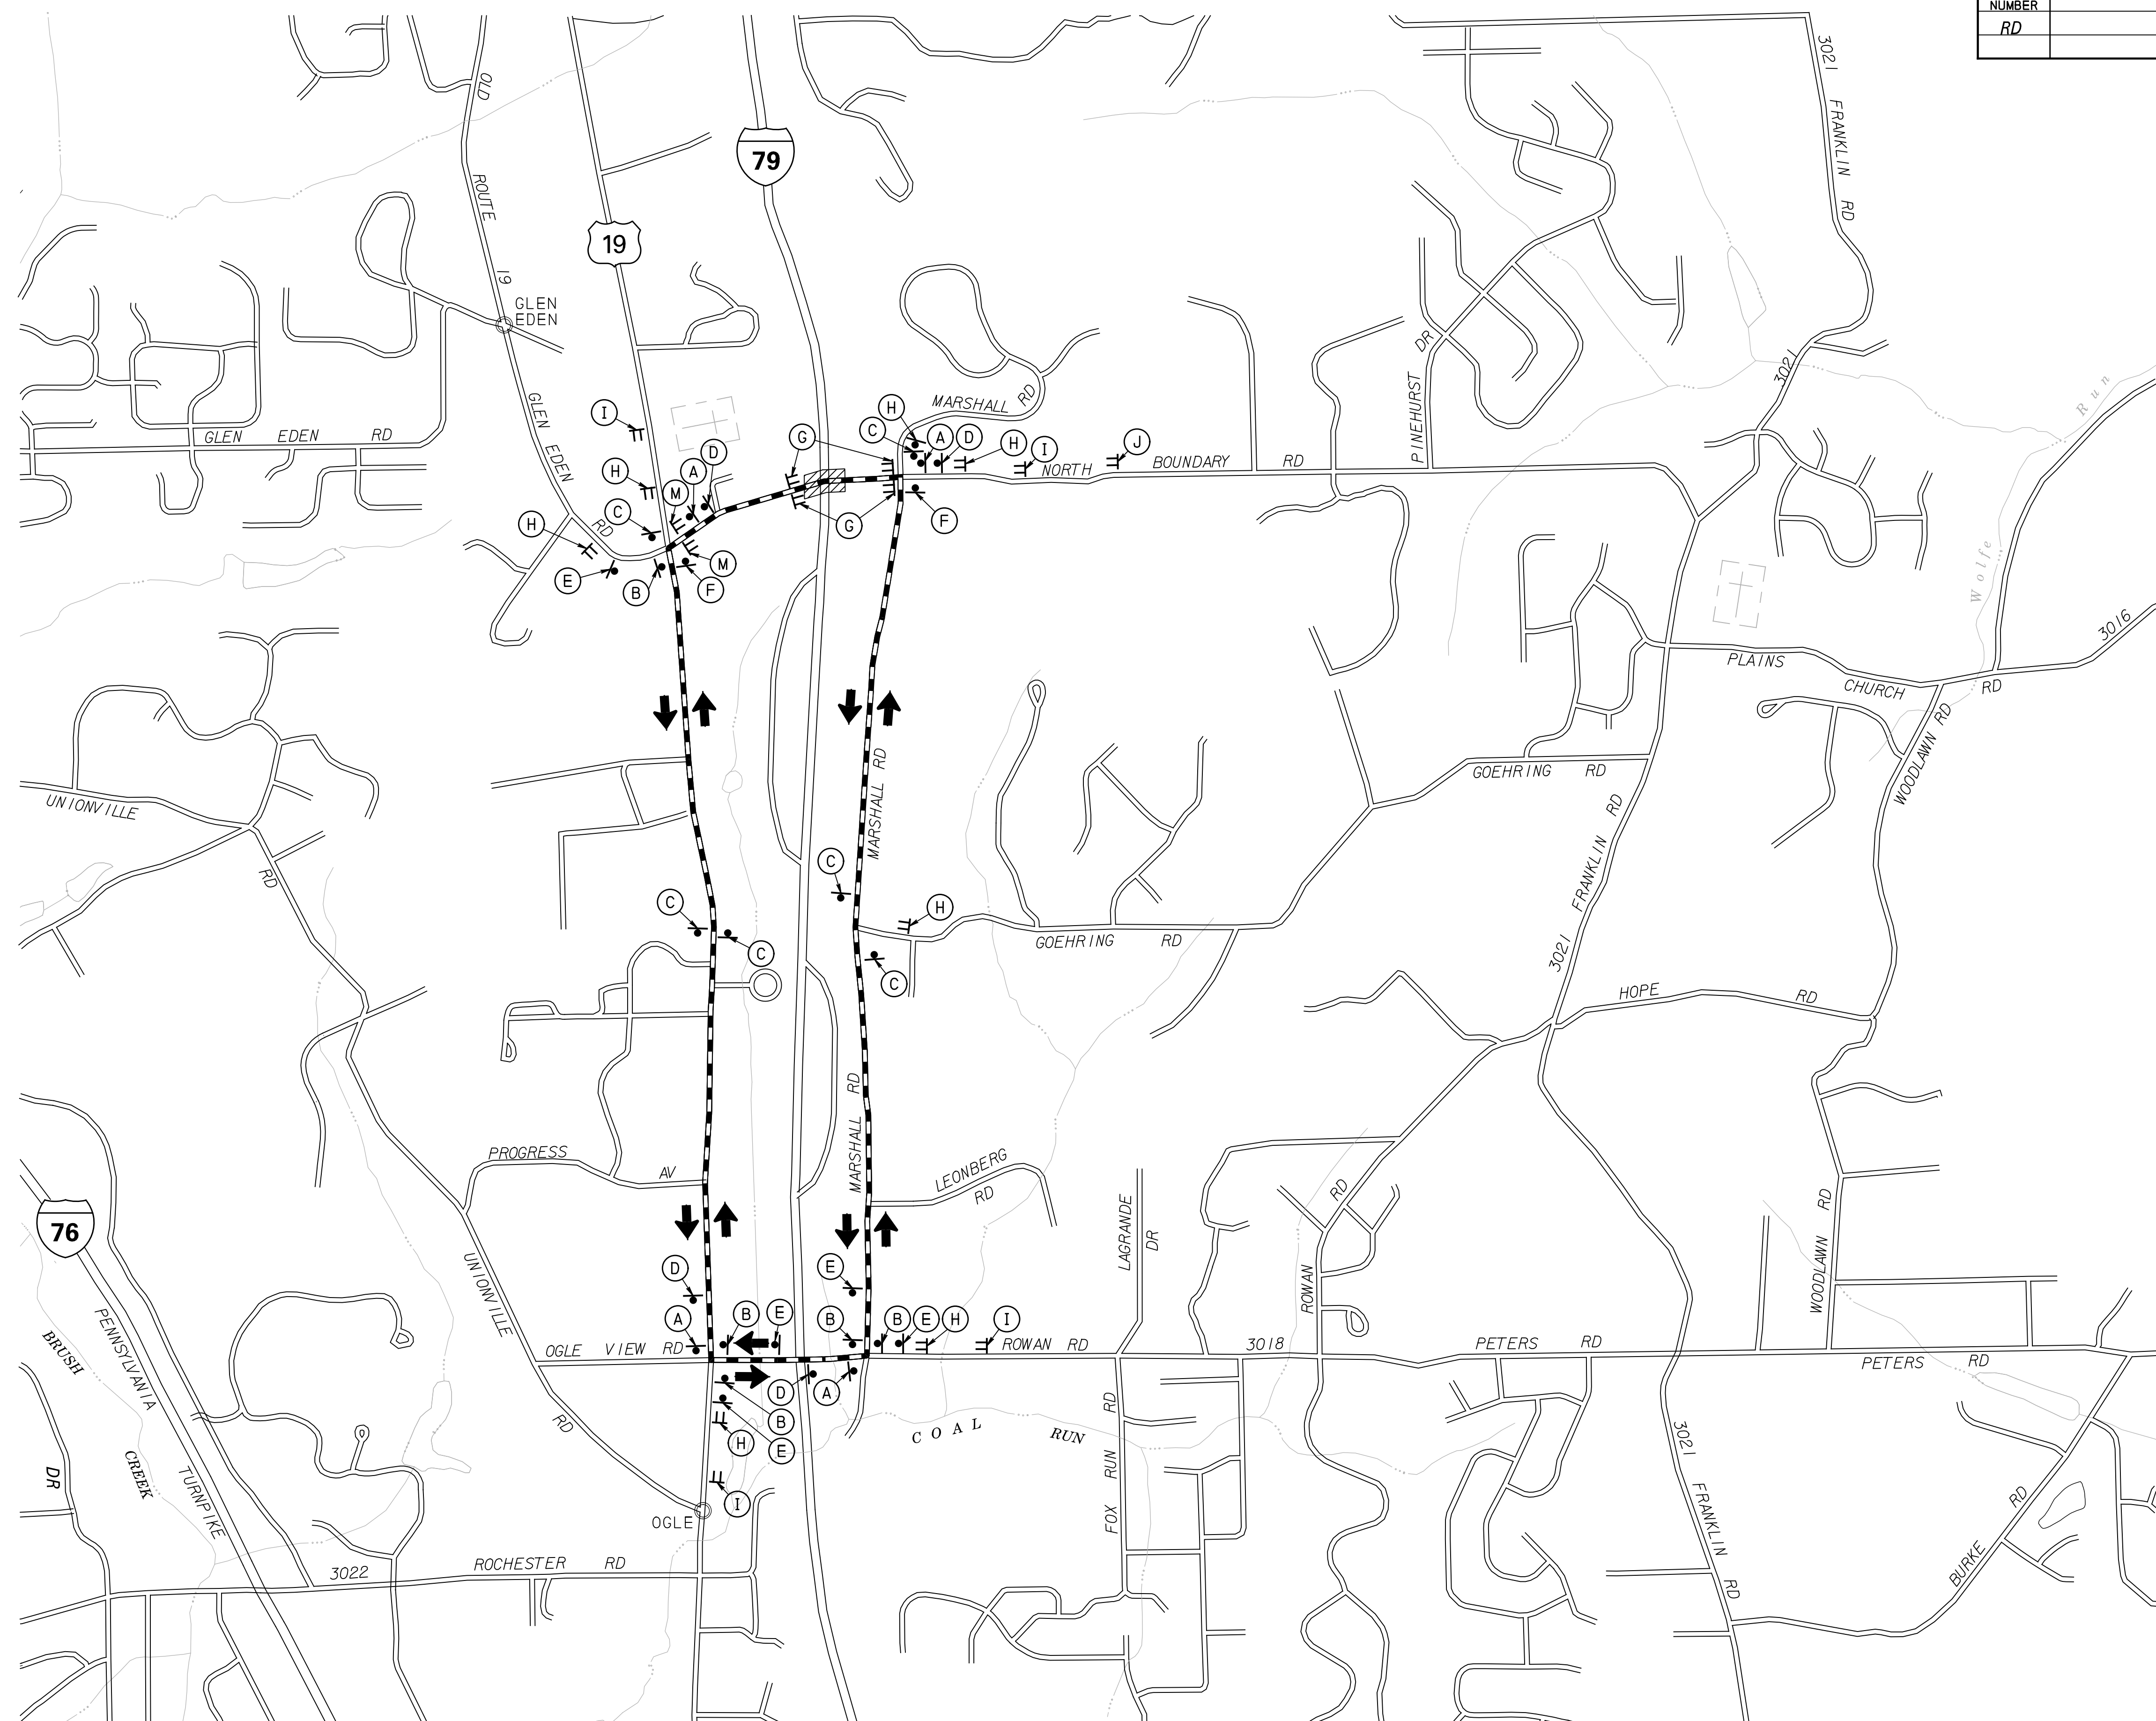 NUMBER
RD
3021
FRANKLIN
RD
OLD
ROUTE
19
79
19
GLEN
EDEN
3021
DR
PINEHURST
Run
Wolfe
MARSHALL RD
GLEN EDEN RD
GLEN EDEN
RD
I
H
C
G
A
D
H
I
J
NORTH BOUNDARY RD
D
A
H
M
C
H
G
F
E
B
F
M
3016
PLAINS
CHURCH
RD
WOODLAWN RD
GOEHRING RD
MARSHALL RD
UNIONVILLE
RD
FRANKLIN RD
3021
C
C
C
H
GOEHRING RD
C
HOPE RD
MARSHALL RD
MARSHALL
PROGRESS
AV
LEONBERG
RD
LAGRANDE
DR
RD
ROWAN
WOODLAWN RD
76
UNIONVILLE
RD
PENNSYLVANIA
TURNPIKE
BRUSH
CREEK
DR
D
A
B
E
E
B
B
E
H
I
OGLE VIEW RD
ROWAN RD
3018
PETERS RD
PETERS RD
D
A
B
E
H
I
COAL
RUN
FOX RUN RD
OGLE
3021
FRANKLIN
RD
BURKE
RD
3022
ROCHESTER RD